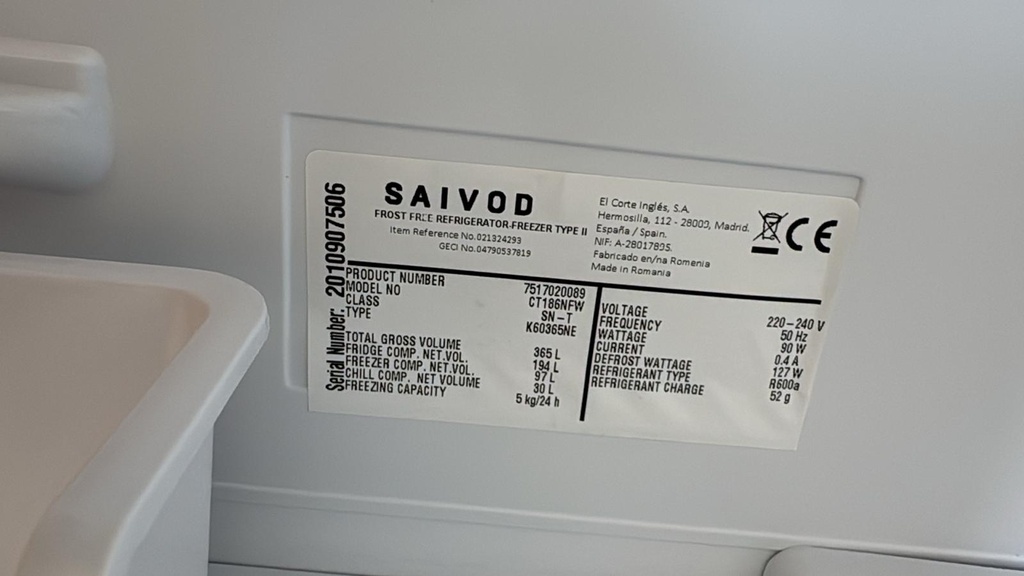 Serial Number: 20109907506
SAIVOD
FROST FREE REFRIGERATOR-FREEZER TYPE II
Item Reference No.021324293
GECI No.04790537819
El Corte Inglés, S.A.
Hermosilla, 112 - 28009, Madrid.
España / Spain.
NIF: A-28017895.
Fabricado en/na Romenia
Made in Romania
CE
PRODUCT NUMBER 7517020089
MODEL NO CT186NFW
CLASS SN-T
TYPE K60365NE
TOTAL GROSS VOLUME 365 L
FRIDGE COMP. NET.VOL. 194 L
FREEZER COMP. NET.VOL. 97 L
CHILL COMP. NET VOLUME 30 L
FREEZING CAPACITY 5 kg/24 h
VOLTAGE 220-240 V
FREQUENCY 50 Hz
WATTAGE 90 W
CURRENT 0.4 A
DEFROST WATTAGE 127 W
REFRIGERANT TYPE R600a
REFRIGERANT CHARGE 52 g